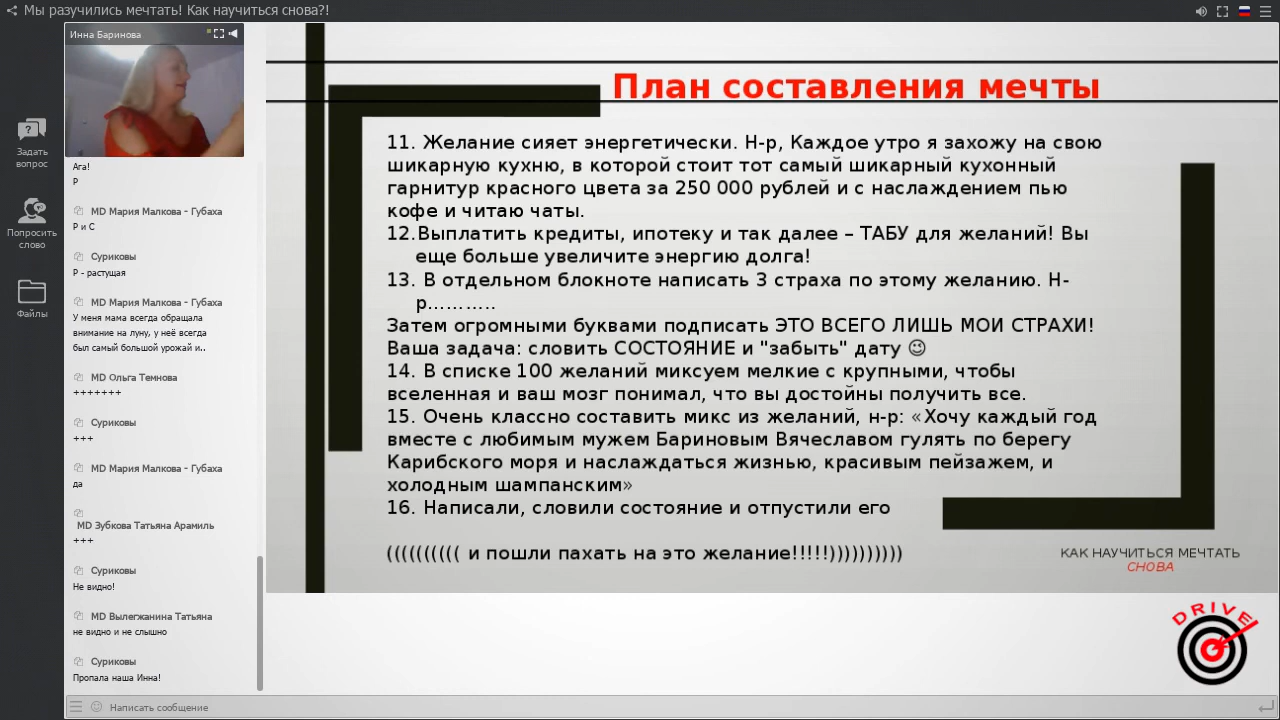 Мы разучились мечтать! Как научиться снова?!
Инна Баринова
Задать
вопрос
Попросить
слово
Файлы
Ага!
Р
MD Мария Малкова - Губаха
Р и С
Суриковы
Р - растущая
MD Мария Малкова - Губаха
У меня мама всегда обращала
внимание на луну, у неё всегда
был самый большой урожай и..
MD Ольга Темнова
+++++++
Суриковы
+++
MD Мария Малкова - Губаха
да
MD Зубкова Татьяна Арамиль
+++
Суриковы
Не видно!
MD Вылегжанина Татьяна
не видно и не слышно
Суриковы
Пропала наша Инна!
Написать сообщение
План составления мечты
11. Желание сияет энергетически. Н-р, Каждое утро я захожу на свою
шикарную кухню, в которой стоит тот самый шикарный кухонный
гарнитур красного цвета за 250 000 рублей и с наслаждением пью
кофе и читаю чаты.
12.Выплатить кредиты, ипотеку и так далее – ТАБУ для желаний! Вы
еще больше увеличите энергию долга!
13. В отдельном блокноте написать 3 страха по этому желанию. Н-
р………..
Затем огромными буквами подписать ЭТО ВСЕГО ЛИШЬ МОИ СТРАХИ!
Ваша задача: словить СОСТОЯНИЕ и "забыть" дату ☺
14. В списке 100 желаний миксуем мелкие с крупными, чтобы
вселенная и ваш мозг понимал, что вы достойны получить все.
15. Очень классно составить микс из желаний, н-р: «Хочу каждый год
вместе с любимым мужем Бариновым Вячеславом гулять по берегу
Карибского моря и наслаждаться жизнью, красивым пейзажем, и
холодным шампанским»
16. Написали, словили состояние и отпустили его
(((((((((( и пошли пахать на это желание!!!!!))))))))))
КАК НАУЧИТЬСЯ МЕЧТАТЬ
СНОВА
DRIVE